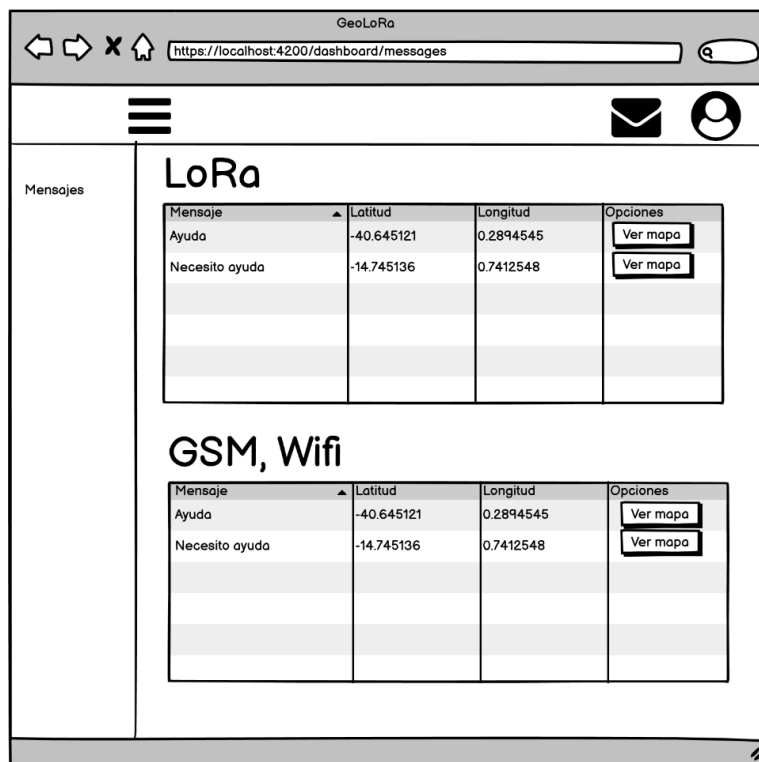 GeoLoRa
https://localhost:4200/dashboard/messages
Mensajes
LoRa
Mensaje Latitud Longitud Opciones
Ayuda -40.645121 0.2894545 Ver mapa
Necesito ayuda -14.745136 0.7412548 Ver mapa
GSM, Wifi
Mensaje Latitud Longitud Opciones
Ayuda -40.645121 0.2894545 Ver mapa
Necesito ayuda -14.745136 0.7412548 Ver mapa